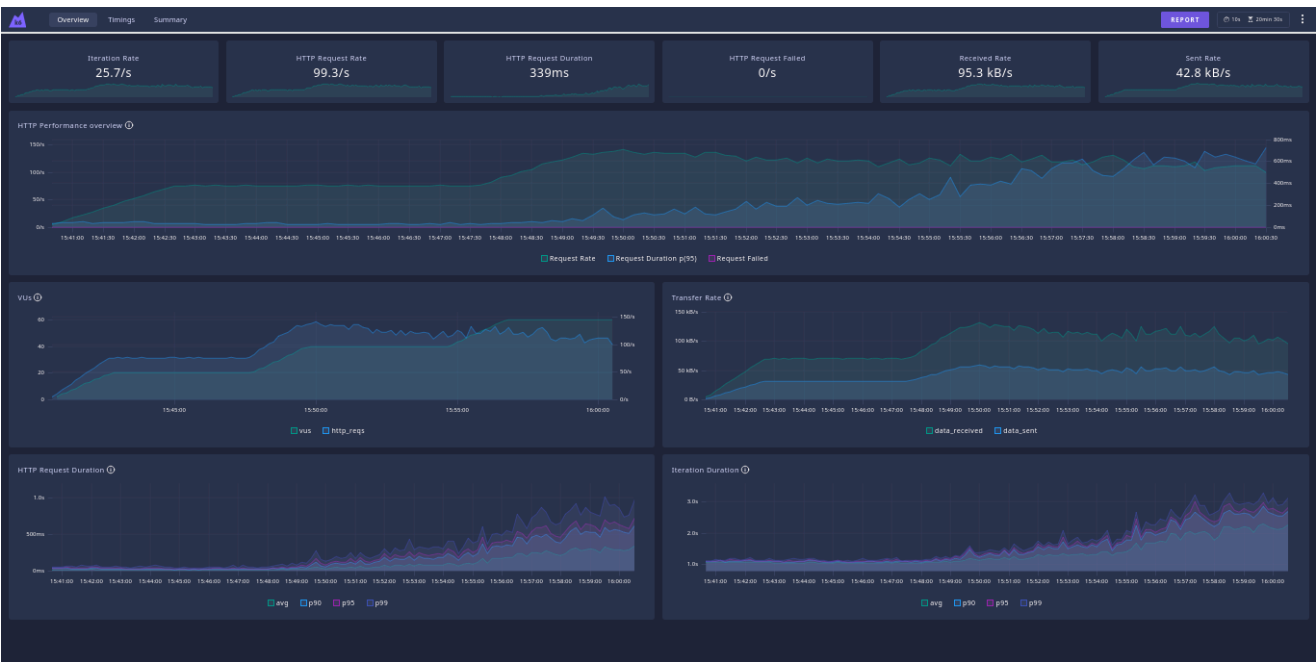 Overview Timings Summary REPORT 10s 20min 30s
Iteration Rate
25.7/s
HTTP Request Rate
99.3/s
HTTP Request Duration
339ms
HTTP Request Failed
0/s
Received Rate
95.3 kB/s
Sent Rate
42.8 kB/s
HTTP Performance overview
150/s 800ms
100/s 600ms
400ms
50/s 200ms
0/s 0ms
15:41:00 15:41:30 15:42:00 15:42:30 15:43:00 15:43:30 15:44:00 15:44:30 15:45:00 15:45:30 15:46:00 15:46:30 15:47:00 15:47:30 15:48:00 15:48:30 15:49:00 15:49:30 15:50:00 15:50:30 15:51:00 15:51:30 15:52:00 15:52:30 15:53:00 15:53:30 15:54:00 15:54:30 15:55:00 15:55:30 15:56:00 15:56:30 15:57:00 15:57:30 15:58:00 15:58:30 15:59:00 15:59:30 16:00:00 16:00:30
Request Rate Request Duration p(95) Request Failed
VUs
60 150/s
40 100/s
20 50/s
0 0/s
15:45:00 15:50:00 15:55:00 16:00:00
vus http_reqs
Transfer Rate
150 kB/s
100 kB/s
50 kB/s
0 B/s
15:41:00 15:42:00 15:43:00 15:44:00 15:45:00 15:46:00 15:47:00 15:48:00 15:49:00 15:50:00 15:51:00 15:52:00 15:53:00 15:54:00 15:55:00 15:56:00 15:57:00 15:58:00 15:59:00 16:00:00
data_received data_sent
HTTP Request Duration
1.0s
500ms
0ms
15:41:00 15:42:00 15:43:00 15:44:00 15:45:00 15:46:00 15:47:00 15:48:00 15:49:00 15:50:00 15:51:00 15:52:00 15:53:00 15:54:00 15:55:00 15:56:00 15:57:00 15:58:00 15:59:00 16:00:00
avg p90 p95 p99
Iteration Duration
3.0s
2.0s
1.0s
15:41:00 15:42:00 15:43:00 15:44:00 15:45:00 15:46:00 15:47:00 15:48:00 15:49:00 15:50:00 15:51:00 15:52:00 15:53:00 15:54:00 15:55:00 15:56:00 15:57:00 15:58:00 15:59:00 16:00:00
avg p90 p95 p99